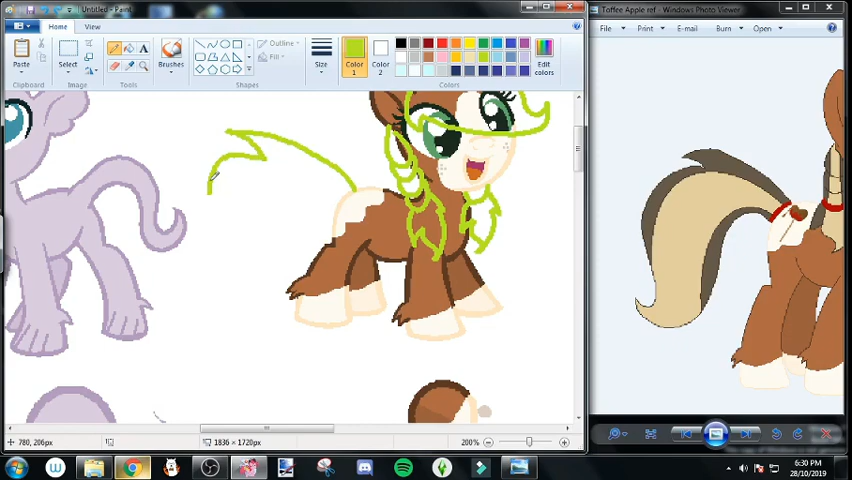 Untitled - Paint
Home View
Paste
Select
Brushes
Outline
Fill
Size
Color 1
Color 2
Edit colors
Clipboard Image Tools Shapes Colors
780, 206px
1836 × 1720px
200%
Toffee Apple ref - Windows Photo Viewer
File Print E-mail Burn Open
6:30 PM
28/10/2019